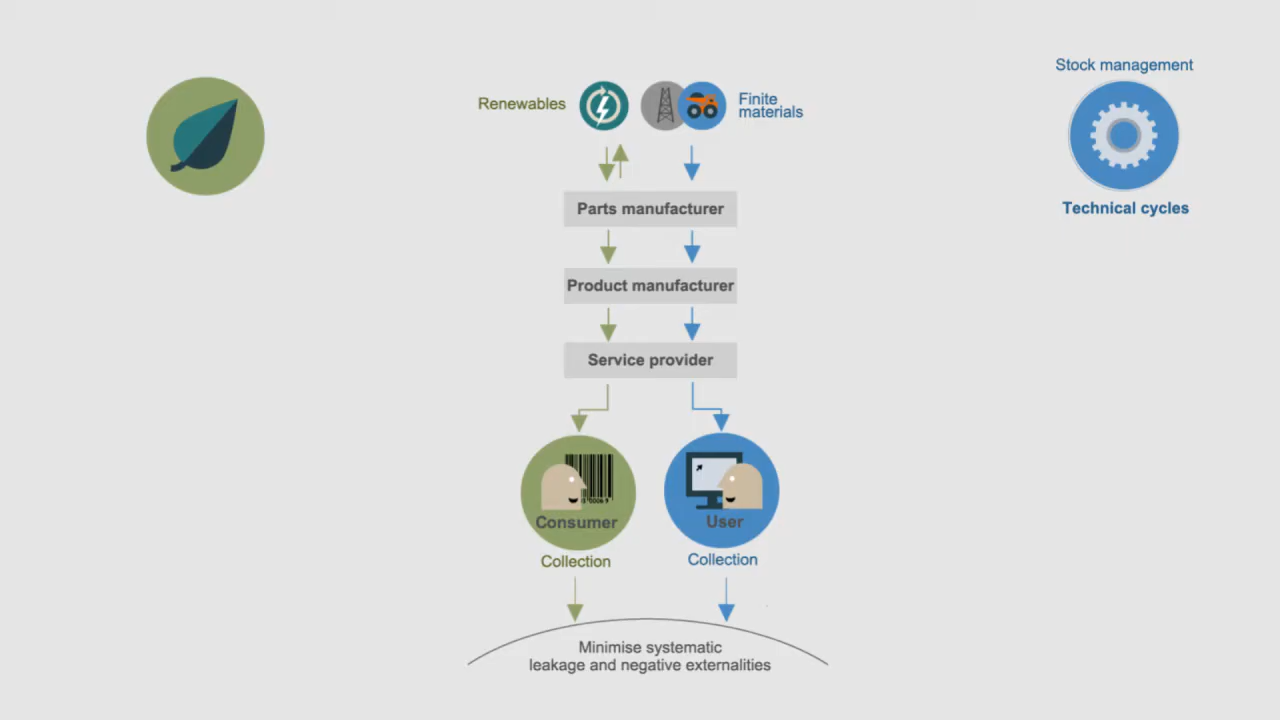 Stock management
Renewables
Finite
materials
Technical cycles
Parts manufacturer
Product manufacturer
Service provider
Consumer
User
Collection
Collection
Minimise systematic
leakage and negative externalities